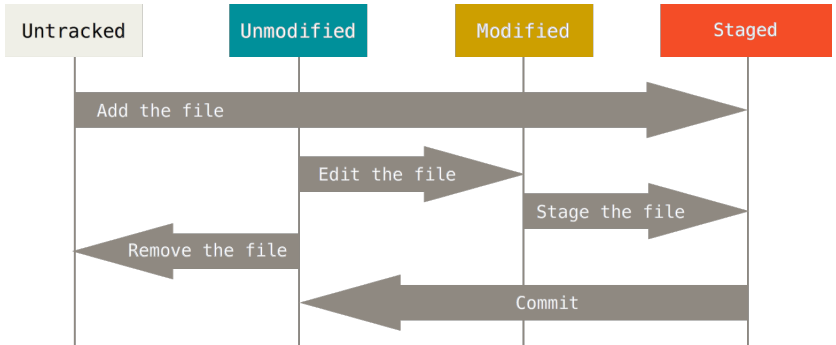 Untracked
Unmodified
Modified
Staged
Add the file
Edit the file
Stage the file
Remove the file
Commit